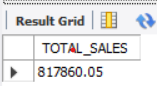 Result Grid
TOTAL_SALES
817860.05